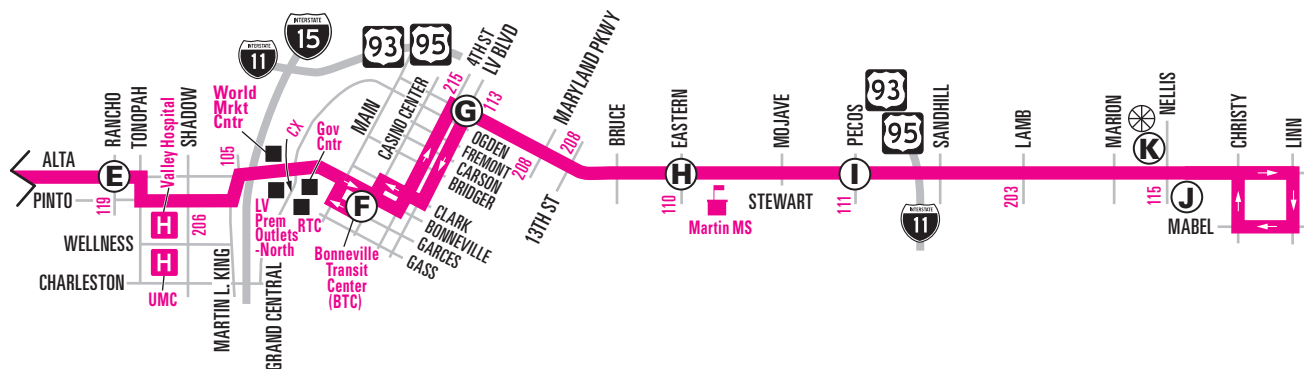 ALTA
PINTO
RANCHO
E
119
TONOPAH
Valley Hospital
SHADOW
H
H
UMC
206
WELLNESS
CHARLESTON
105
MARTIN L. KING
World
Mrkt
Cntr
INTERSTATE
11
INTERSTATE
15
CX
Gov
Cntr
LV
Prem
Outlets
-North
RTC
GRAND CENTRAL
93
95
MAIN
CASINO CENTER
F
Bonneville
Transit
Center
(BTC)
215
4TH ST
LV BLVD
G
113
OGDEN
FREMONT
CARSON
BRIDGER
CLARK
BONNEVILLE
GARCES
GASS
MARYLAND PKWY
208
208
13TH ST
BRUCE
EASTERN
H
110
Martin MS
STEWART
MOJAVE
PECOS
I
111
93
95
SANDHILL
INTERSTATE
11
LAMB
203
MARION
NELLIS
K
115
J
MABEL
CHRISTY
LINN